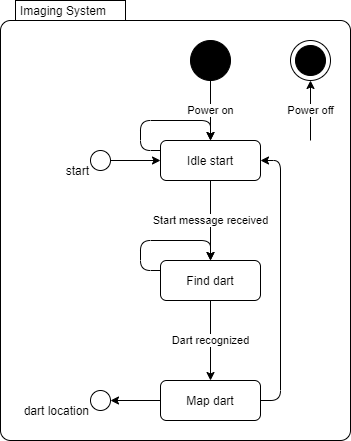 Imaging System
Power on
Power off
Idle start
start
Start message received
Find dart
Dart recognized
Map dart
dart location